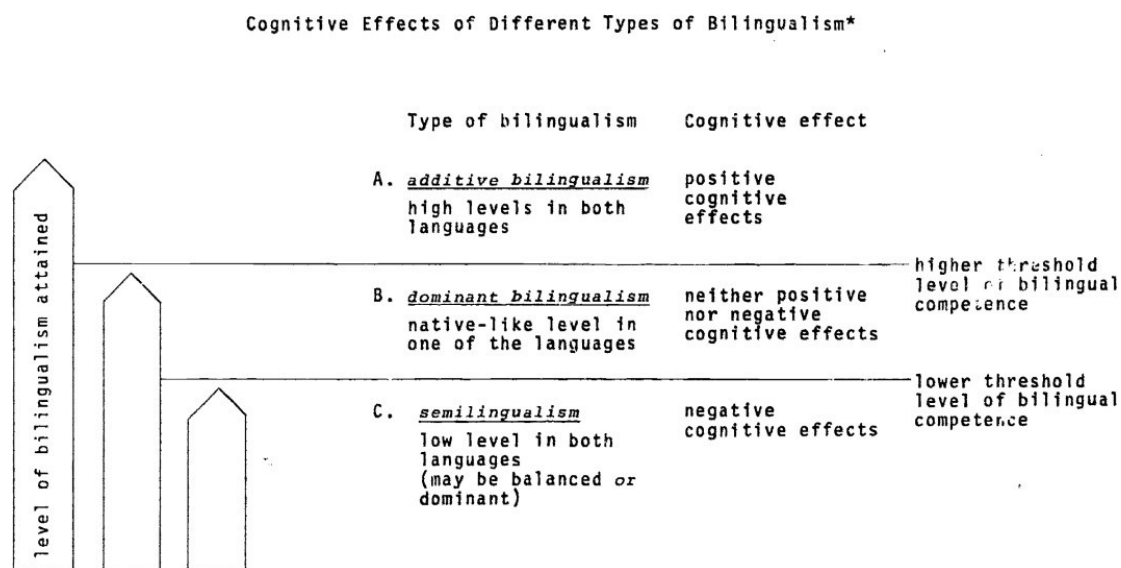 Cognitive Effects of Different Types of Bilingualism*
Type of bilingualism Cognitive effect
A. additive bilingualism positive
cognitive
high levels in both effects
languages
higher threshold
level of bilingual
competence
B. dominant bilingualism neither positive
nor negative
native-like level in cognitive effects
one of the languages
lower threshold
level of bilingual
competence
C. semilingualism negative
cognitive effects
low level in both
languages
(may be balanced or
dominant)
level of bilingualism attained